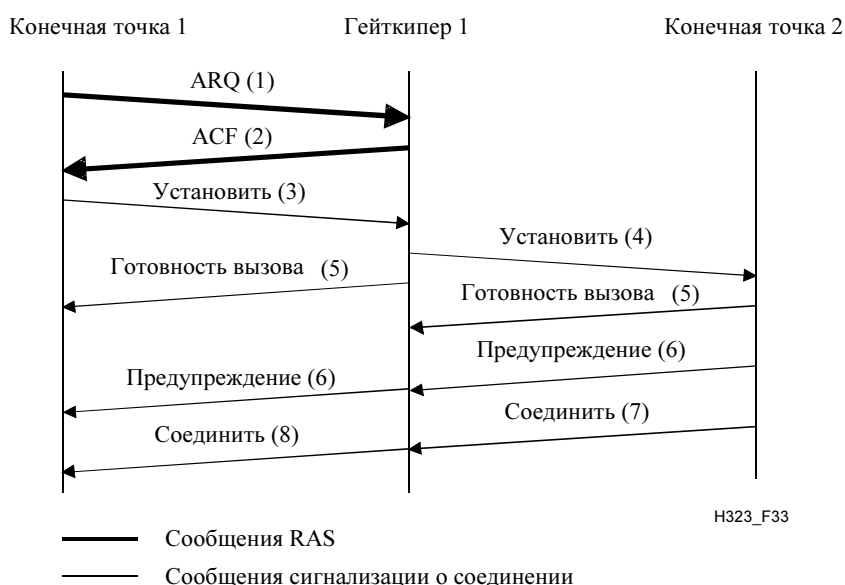 Конечная точка 1 Гейткипер 1 Конечная точка 2
ARQ (1)
ACF (2)
Установить (3)
Установить (4)
Готовность вызова (5)
Готовность вызова (5)
Предупреждение (6)
Предупреждение (6)
Соединить (7)
Соединить (8)
H323_F33
Сообщения RAS
Сообщения сигнализации о соединении